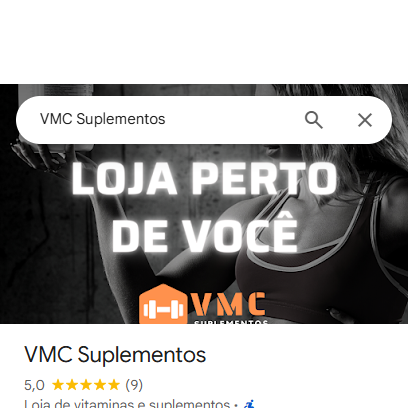 VMC Suplementos
LOJA PERTO
DE VOCÊ
VMC
SUPLEMENTOS
VMC Suplementos
5,0 ★★★★★ (9)
Loja de vitaminas e suplementos ·